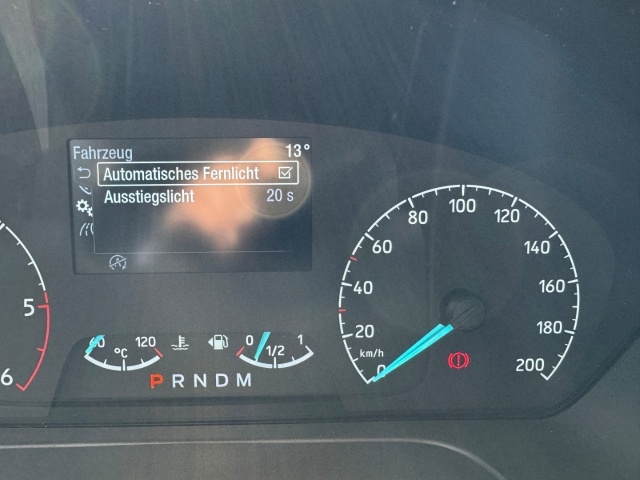 Fahrzeug 13°
Automatisches Fernlicht
Ausstiegslicht 20 s
5
6
60 120
°C
0 1/2 1
P R N D M
0 20 40 60 80 100 120 140 160 180 200
km/h